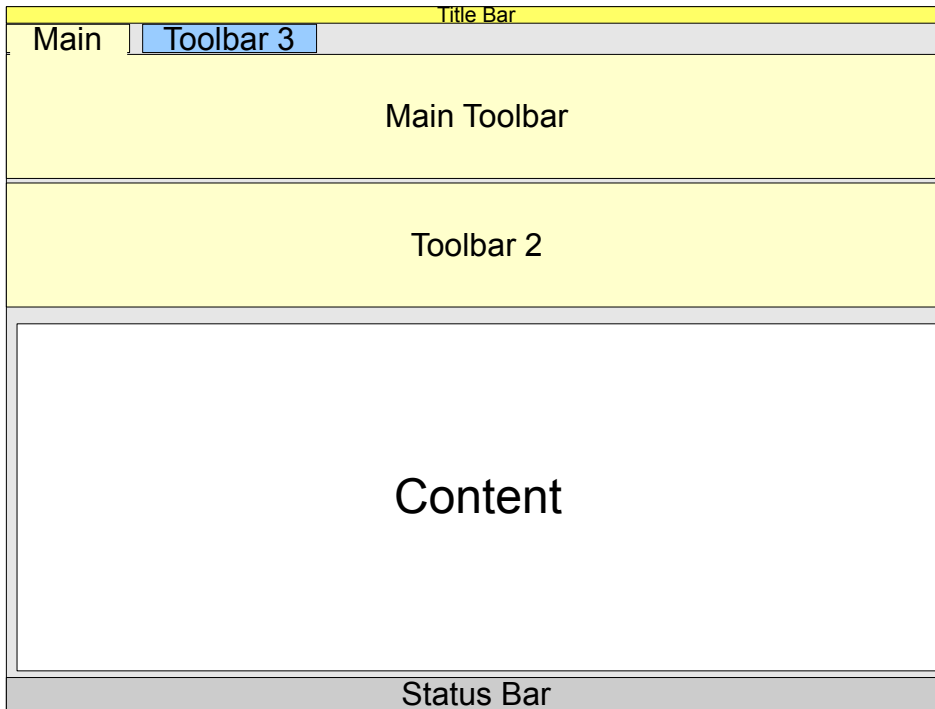 Title Bar
Main
Toolbar 3
Main Toolbar
Toolbar 2
Content
Status Bar